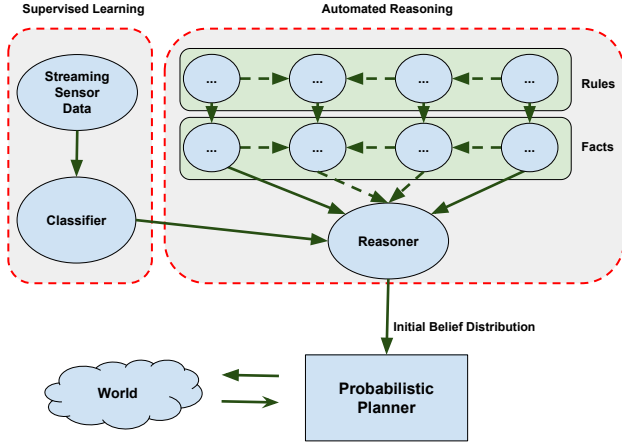 Supervised Learning
Automated Reasoning
Streaming
Sensor
Data
... ... ... ...
Rules
... ... ... ...
Facts
Classifier
Reasoner
Initial Belief Distribution
World
Probabilistic
Planner